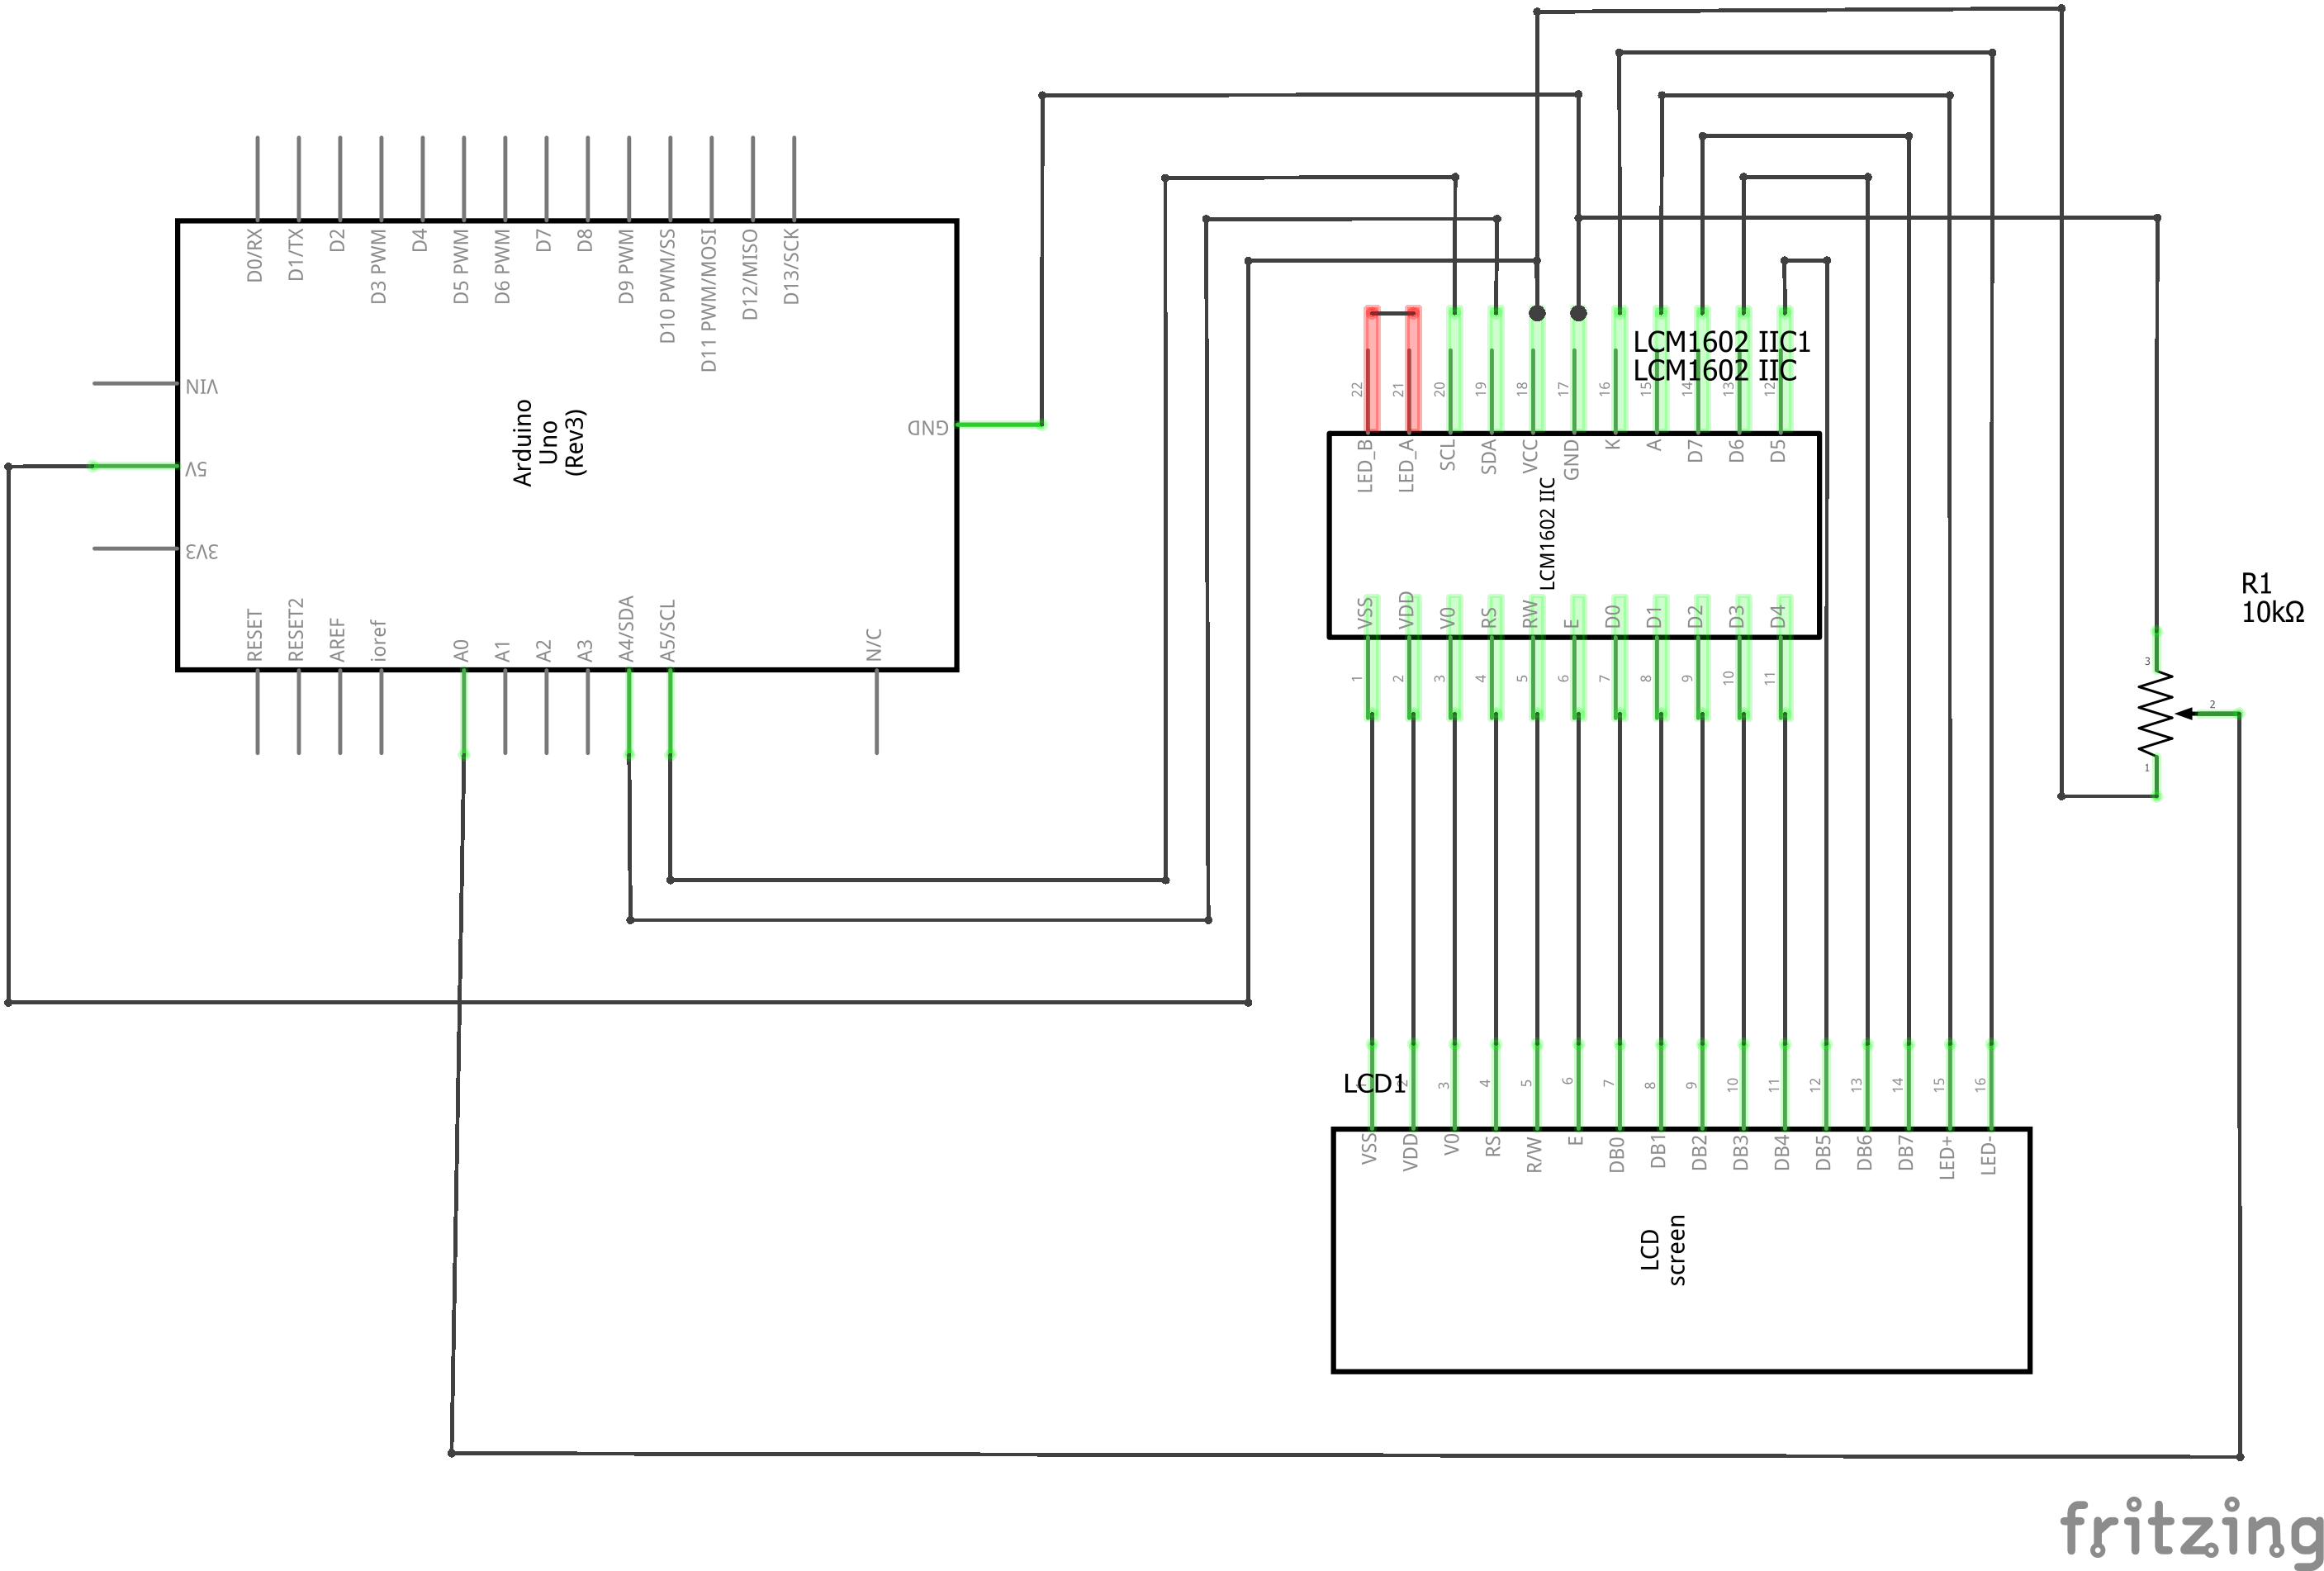 D0/RX
D1/TX
D2
D3 PWM
D4
D5 PWM
D6 PWM
D7
D8
D9 PWM
D10 PWM/SS
D11 PWM/MOSI
D12/MISO
D13/SCK
VIN
5V
3V3
Arduino
Uno
(Rev3)
GND
RESET
RESET2
AREF
ioref
A0
A1
A2
A3
A4/SDA
A5/SCL
N/C
LCM1602 IIC1
LCM1602 IIC
22
21
20
19
18
17
16
15
14
13
12
LED_B
LED_A
SCL
SDA
VCC
GND
K
A
D7
D6
D5
LCM1602 IIC
VSS
VDD
V0
RS
RW
E
D0
D1
D2
D3
D4
1
2
3
4
5
6
7
8
9
10
11
R1
10kΩ
3
2
1
LCD1
1
2
3
4
5
6
7
8
9
10
11
12
13
14
15
16
VSS
VDD
V0
RS
R/W
E
DB0
DB1
DB2
DB3
DB4
DB5
DB6
DB7
LED+
LED-
LCD
screen
fritzing